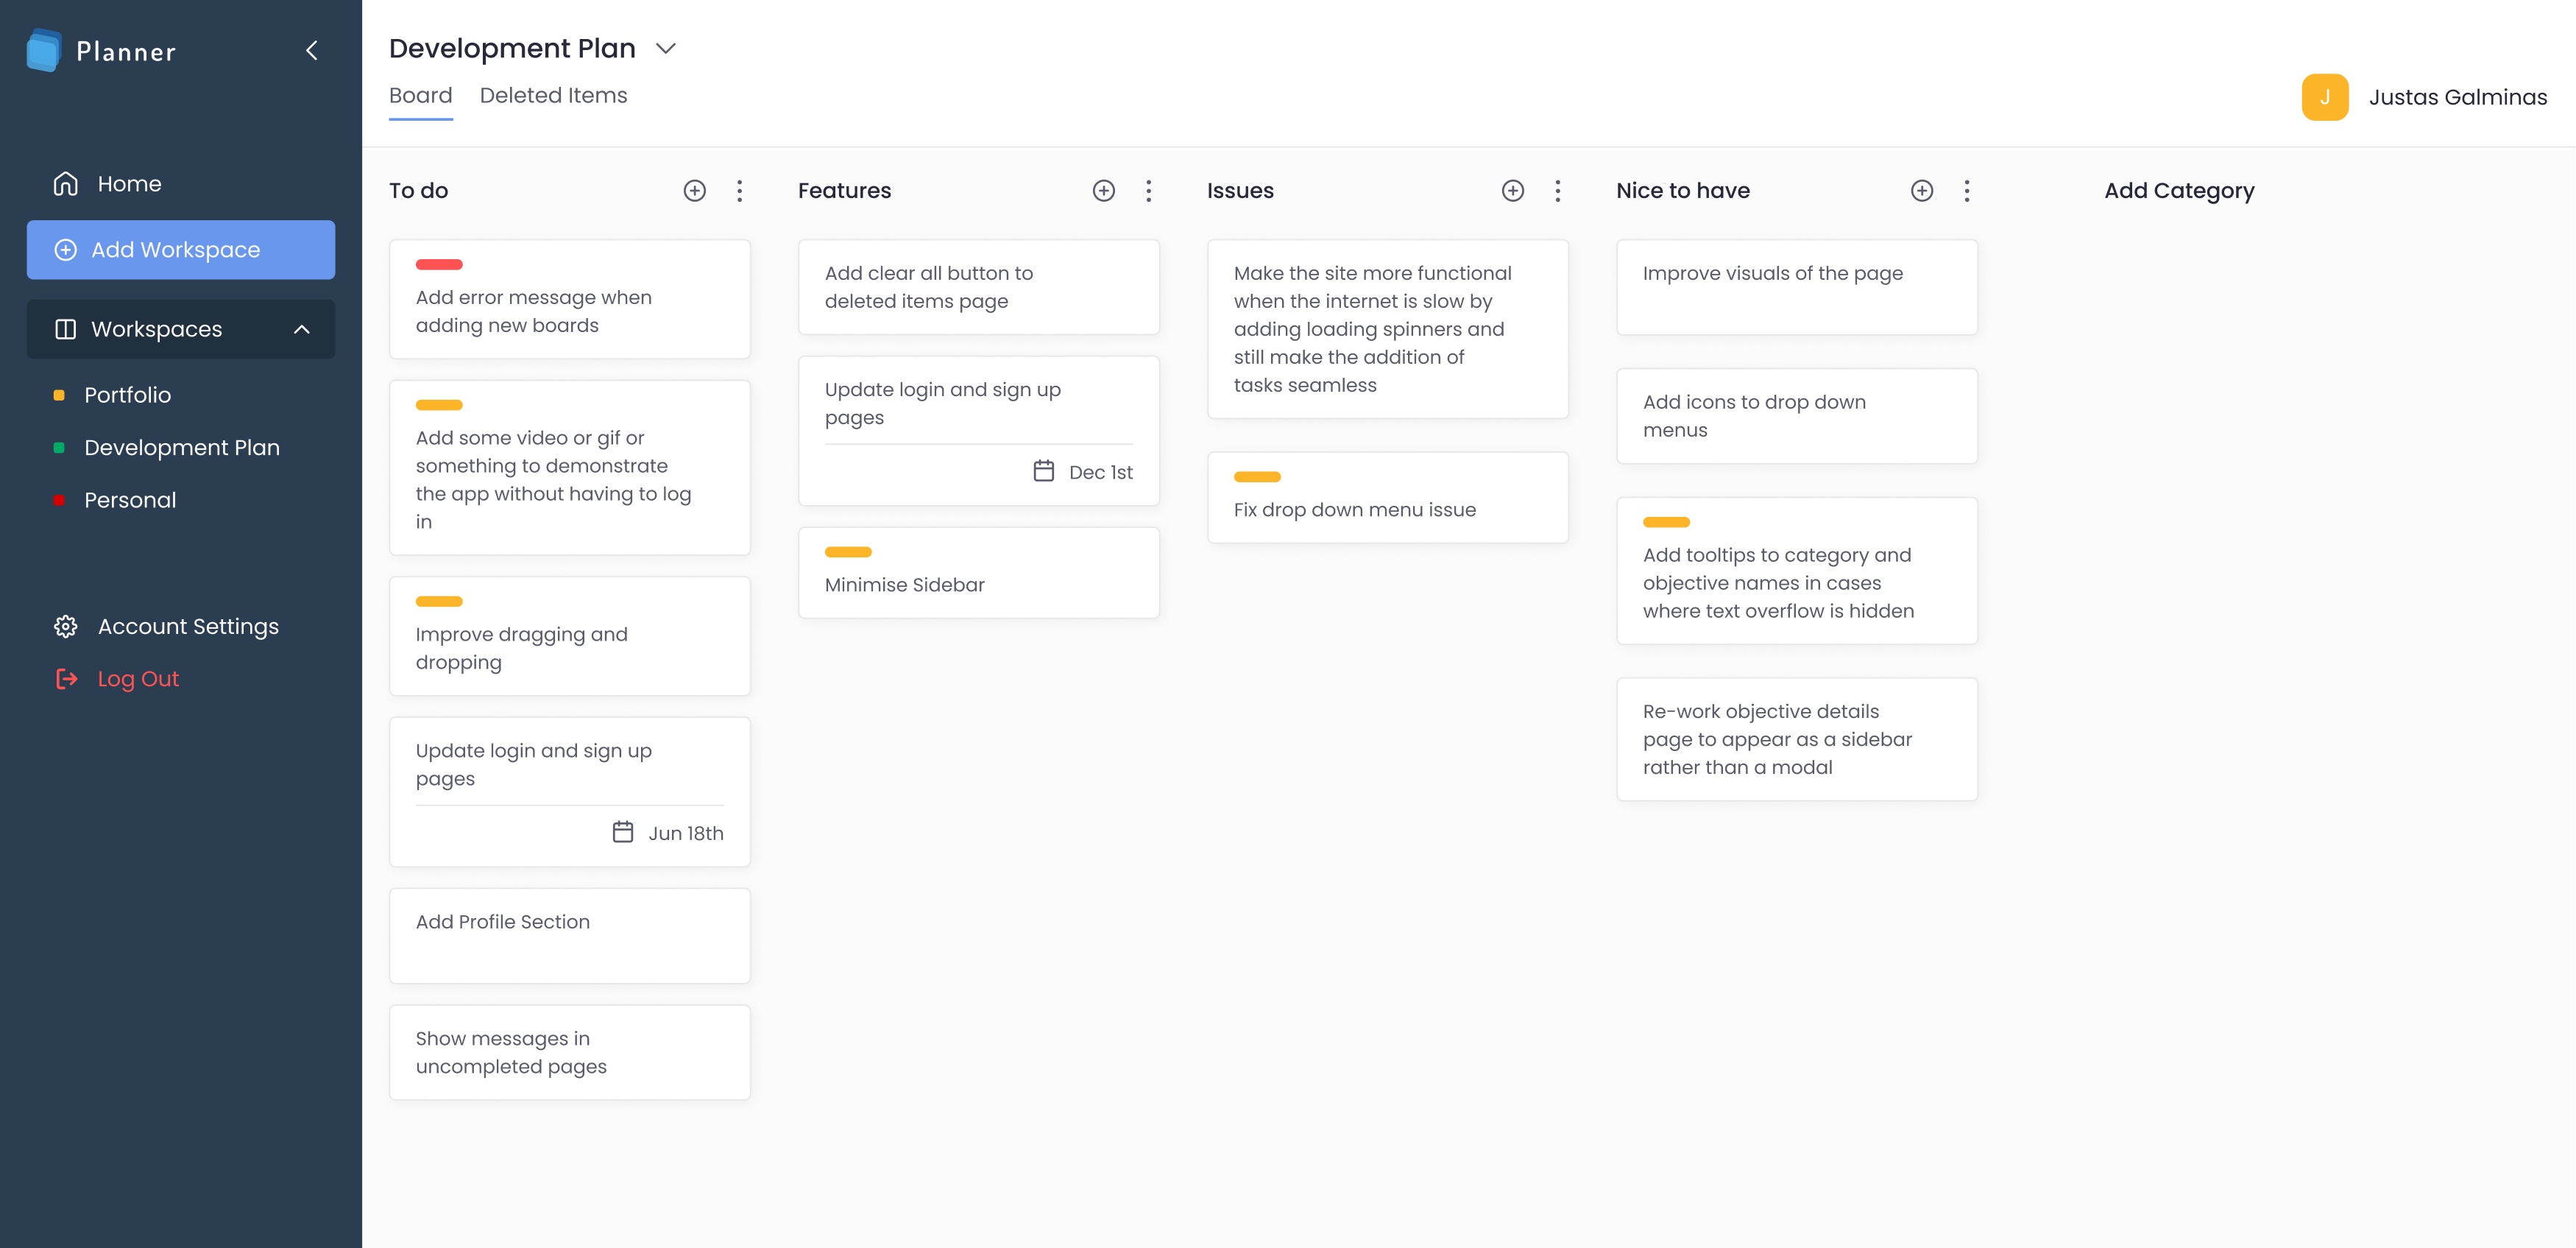 Planner
Home
Add Workspace
Workspaces
Portfolio
Development Plan
Personal
Account Settings
Log Out
Development Plan
Board
Deleted Items
J
Justas Galminas
To do
Add error message when
adding new boards
Add some video or gif or
something to demonstrate
the app without having to log
in
Improve dragging and
dropping
Update login and sign up
pages
Jun 18th
Add Profile Section
Show messages in
uncompleted pages
Features
Add clear all button to
deleted items page
Update login and sign up
pages
Dec 1st
Minimise Sidebar
Issues
Make the site more functional
when the internet is slow by
adding loading spinners and
still make the addition of
tasks seamless
Fix drop down menu issue
Nice to have
Improve visuals of the page
Add icons to drop down
menus
Add tooltips to category and
objective names in cases
where text overflow is hidden
Re-work objective details
page to appear as a sidebar
rather than a modal
Add Category